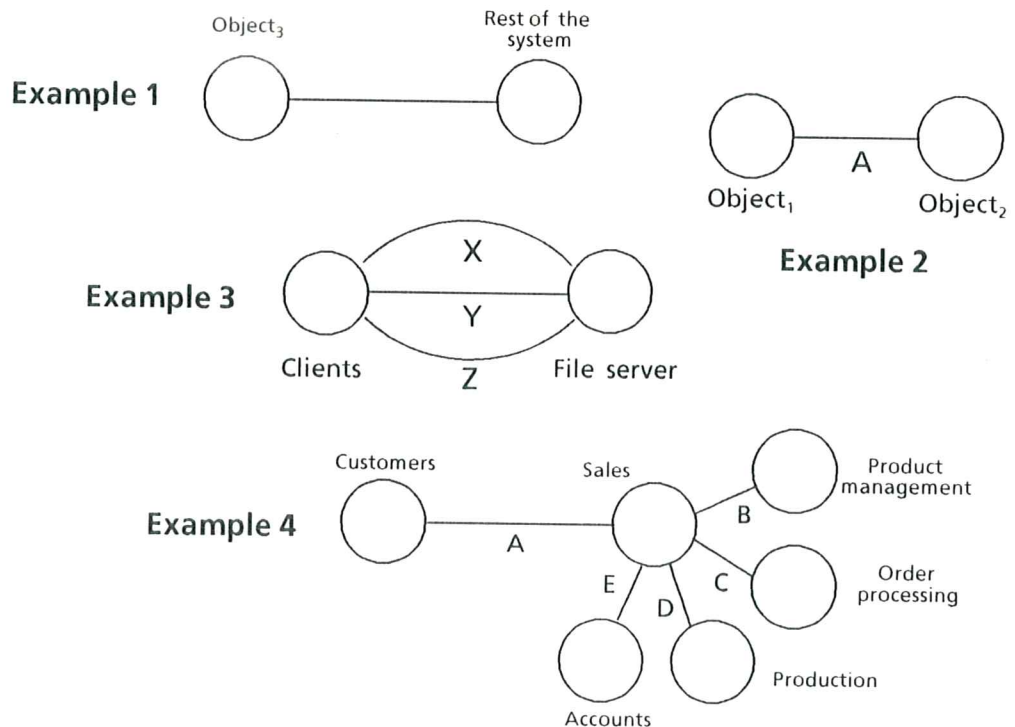 Object₃
Rest of the
system
Example 1
A
Object₁
Object₂
Example 2
Example 3
X
Y
Z
Clients
File server
Example 4
Customers
Sales
Product
management
A
B
C
Order
processing
E
D
Production
Accounts